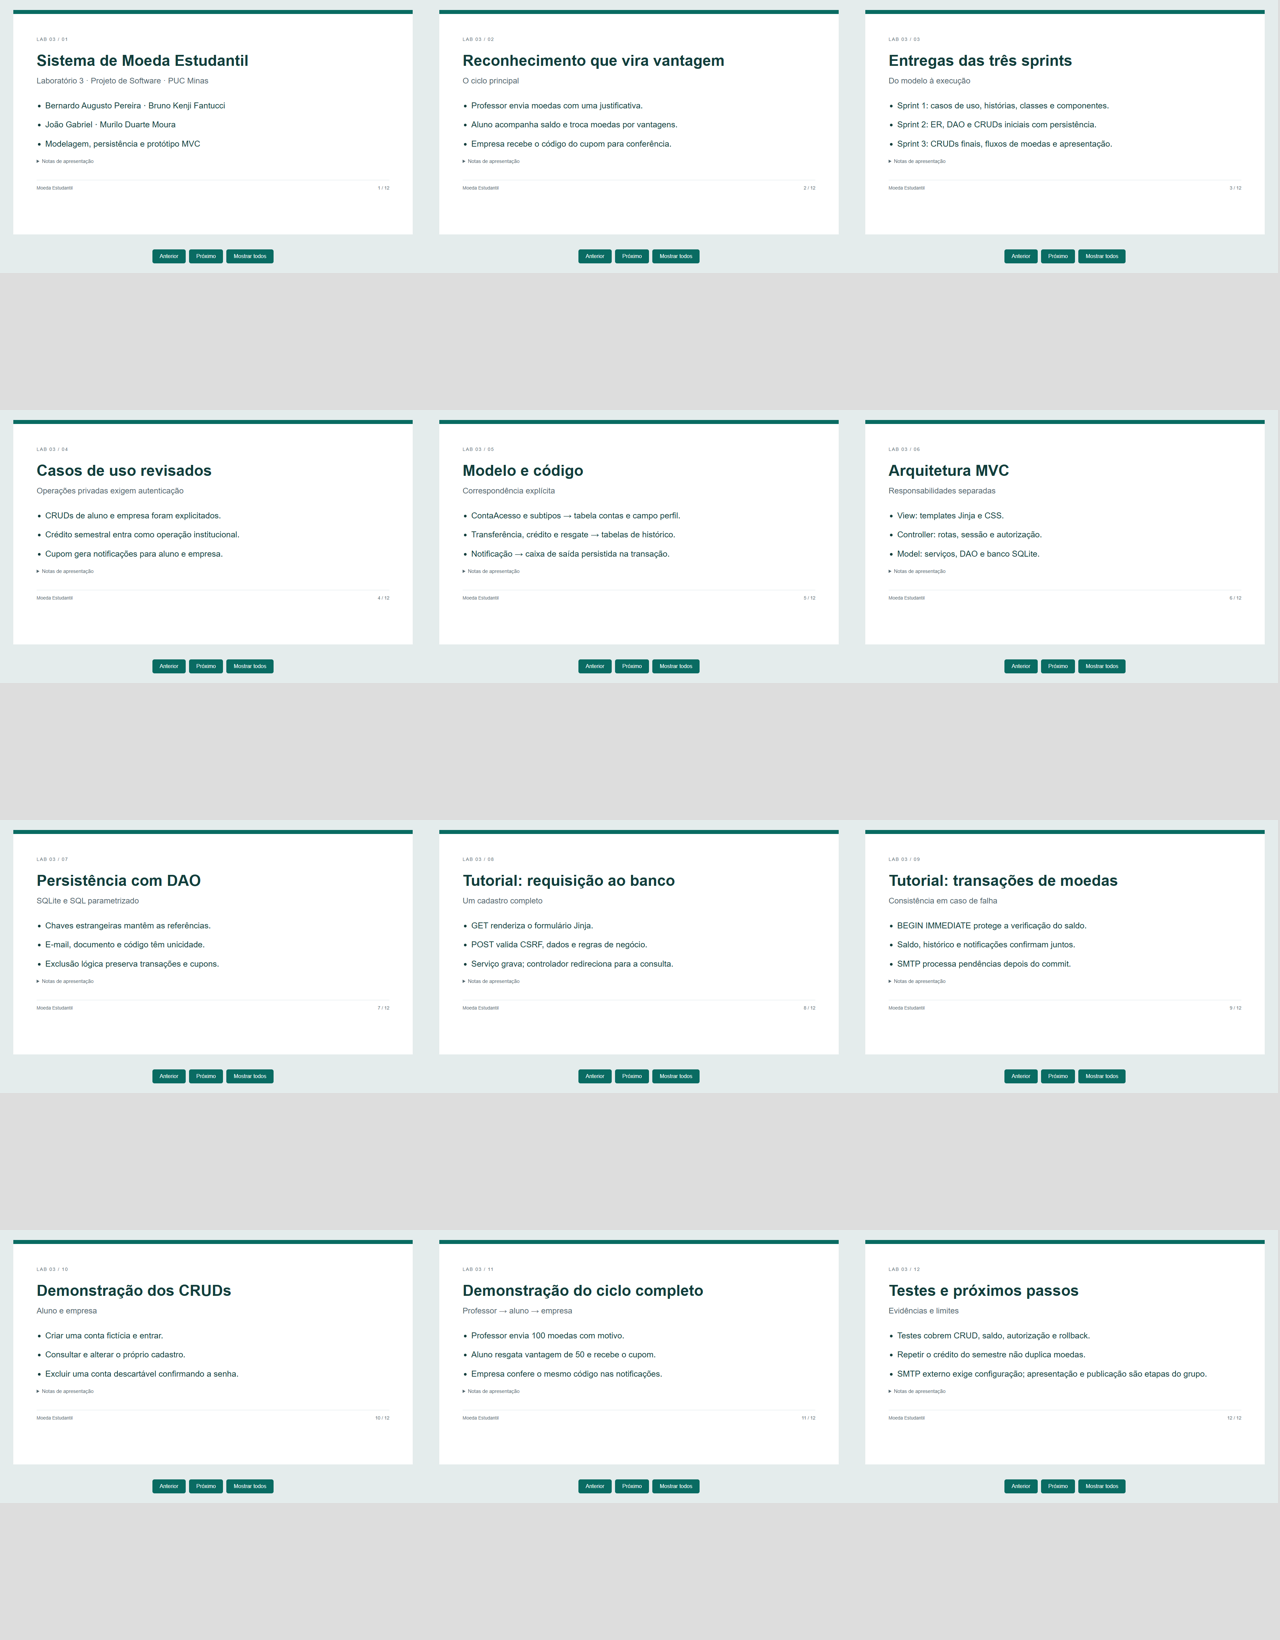 LAB 03 / 01
Sistema de Moeda Estudantil
Laboratório 3 · Projeto de Software · PUC Minas
• Bernardo Augusto Pereira · Bruno Kenji Fantucci
• João Gabriel · Murilo Duarte Moura
• Modelagem, persistência e protótipo MVC
▸ Notas de apresentação
Moeda Estudantil
1 / 12
Anterior
Próximo
Mostrar todos
LAB 03 / 02
Reconhecimento que vira vantagem
O ciclo principal
• Professor envia moedas com uma justificativa.
• Aluno acompanha saldo e troca moedas por vantagens.
• Empresa recebe o código do cupom para conferência.
▸ Notas de apresentação
Moeda Estudantil
2 / 12
Anterior
Próximo
Mostrar todos
LAB 03 / 03
Entregas das três sprints
Do modelo à execução
• Sprint 1: casos de uso, histórias, classes e componentes.
• Sprint 2: ER, DAO e CRUDs iniciais com persistência.
• Sprint 3: CRUDs finais, fluxos de moedas e apresentação.
▸ Notas de apresentação
Moeda Estudantil
3 / 12
Anterior
Próximo
Mostrar todos
LAB 03 / 04
Casos de uso revisados
Operações privadas exigem autenticação
• CRUDs de aluno e empresa foram explicitados.
• Crédito semestral entra como operação institucional.
• Cupom gera notificações para aluno e empresa.
▸ Notas de apresentação
Moeda Estudantil
4 / 12
Anterior
Próximo
Mostrar todos
LAB 03 / 05
Modelo e código
Correspondência explícita
• ContaAcesso e subtipos → tabela contas e campo perfil.
• Transferência, crédito e resgate → tabelas de histórico.
• Notificação → caixa de saída persistida na transação.
▸ Notas de apresentação
Moeda Estudantil
5 / 12
Anterior
Próximo
Mostrar todos
LAB 03 / 06
Arquitetura MVC
Responsabilidades separadas
• View: templates Jinja e CSS.
• Controller: rotas, sessão e autorização.
• Model: serviços, DAO e banco SQLite.
▸ Notas de apresentação
Moeda Estudantil
6 / 12
Anterior
Próximo
Mostrar todos
LAB 03 / 07
Persistência com DAO
SQLite e SQL parametrizado
• Chaves estrangeiras mantêm as referências.
• E-mail, documento e código têm unicidade.
• Exclusão lógica preserva transações e cupons.
▸ Notas de apresentação
Moeda Estudantil
7 / 12
Anterior
Próximo
Mostrar todos
LAB 03 / 08
Tutorial: requisição ao banco
Um cadastro completo
• GET renderiza o formulário Jinja.
• POST valida CSRF, dados e regras de negócio.
• Serviço grava; controlador redireciona para a consulta.
▸ Notas de apresentação
Moeda Estudantil
8 / 12
Anterior
Próximo
Mostrar todos
LAB 03 / 09
Tutorial: transações de moedas
Consistência em caso de falha
• BEGIN IMMEDIATE protege a verificação do saldo.
• Saldo, histórico e notificações confirmam juntos.
• SMTP processa pendências depois do commit.
▸ Notas de apresentação
Moeda Estudantil
9 / 12
Anterior
Próximo
Mostrar todos
LAB 03 / 10
Demonstração dos CRUDs
Aluno e empresa
• Criar uma conta fictícia e entrar.
• Consultar e alterar o próprio cadastro.
• Excluir uma conta descartável confirmando a senha.
▸ Notas de apresentação
Moeda Estudantil
10 / 12
Anterior
Próximo
Mostrar todos
LAB 03 / 11
Demonstração do ciclo completo
Professor → aluno → empresa
• Professor envia 100 moedas com motivo.
• Aluno resgata vantagem de 50 e recebe o cupom.
• Empresa confere o mesmo código nas notificações.
▸ Notas de apresentação
Moeda Estudantil
11 / 12
Anterior
Próximo
Mostrar todos
LAB 03 / 12
Testes e próximos passos
Evidências e limites
• Testes cobrem CRUD, saldo, autorização e rollback.
• Repetir o crédito do semestre não duplica moedas.
• SMTP externo exige configuração; apresentação e publicação são etapas do grupo.
▸ Notas de apresentação
Moeda Estudantil
12 / 12
Anterior
Próximo
Mostrar todos